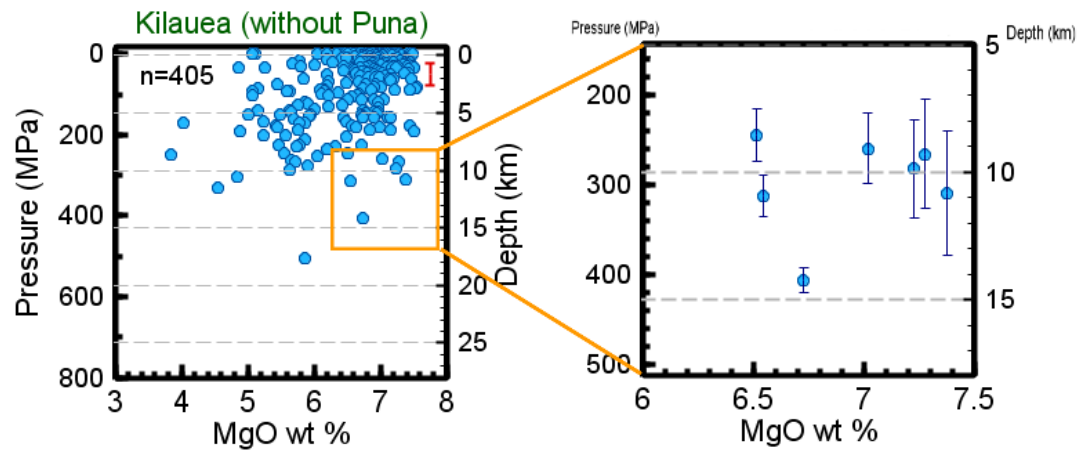 Kilauea (without Puna)
n=405
Pressure (MPa)
0
200
400
600
800
3 4 5 6 7 8
MgO wt %
0
5
10
15
20
25
Depth (km)
Pressure (MPa)
200
300
400
500
6 6.5 7 7.5
MgO wt %
Depth (km)
5
10
15